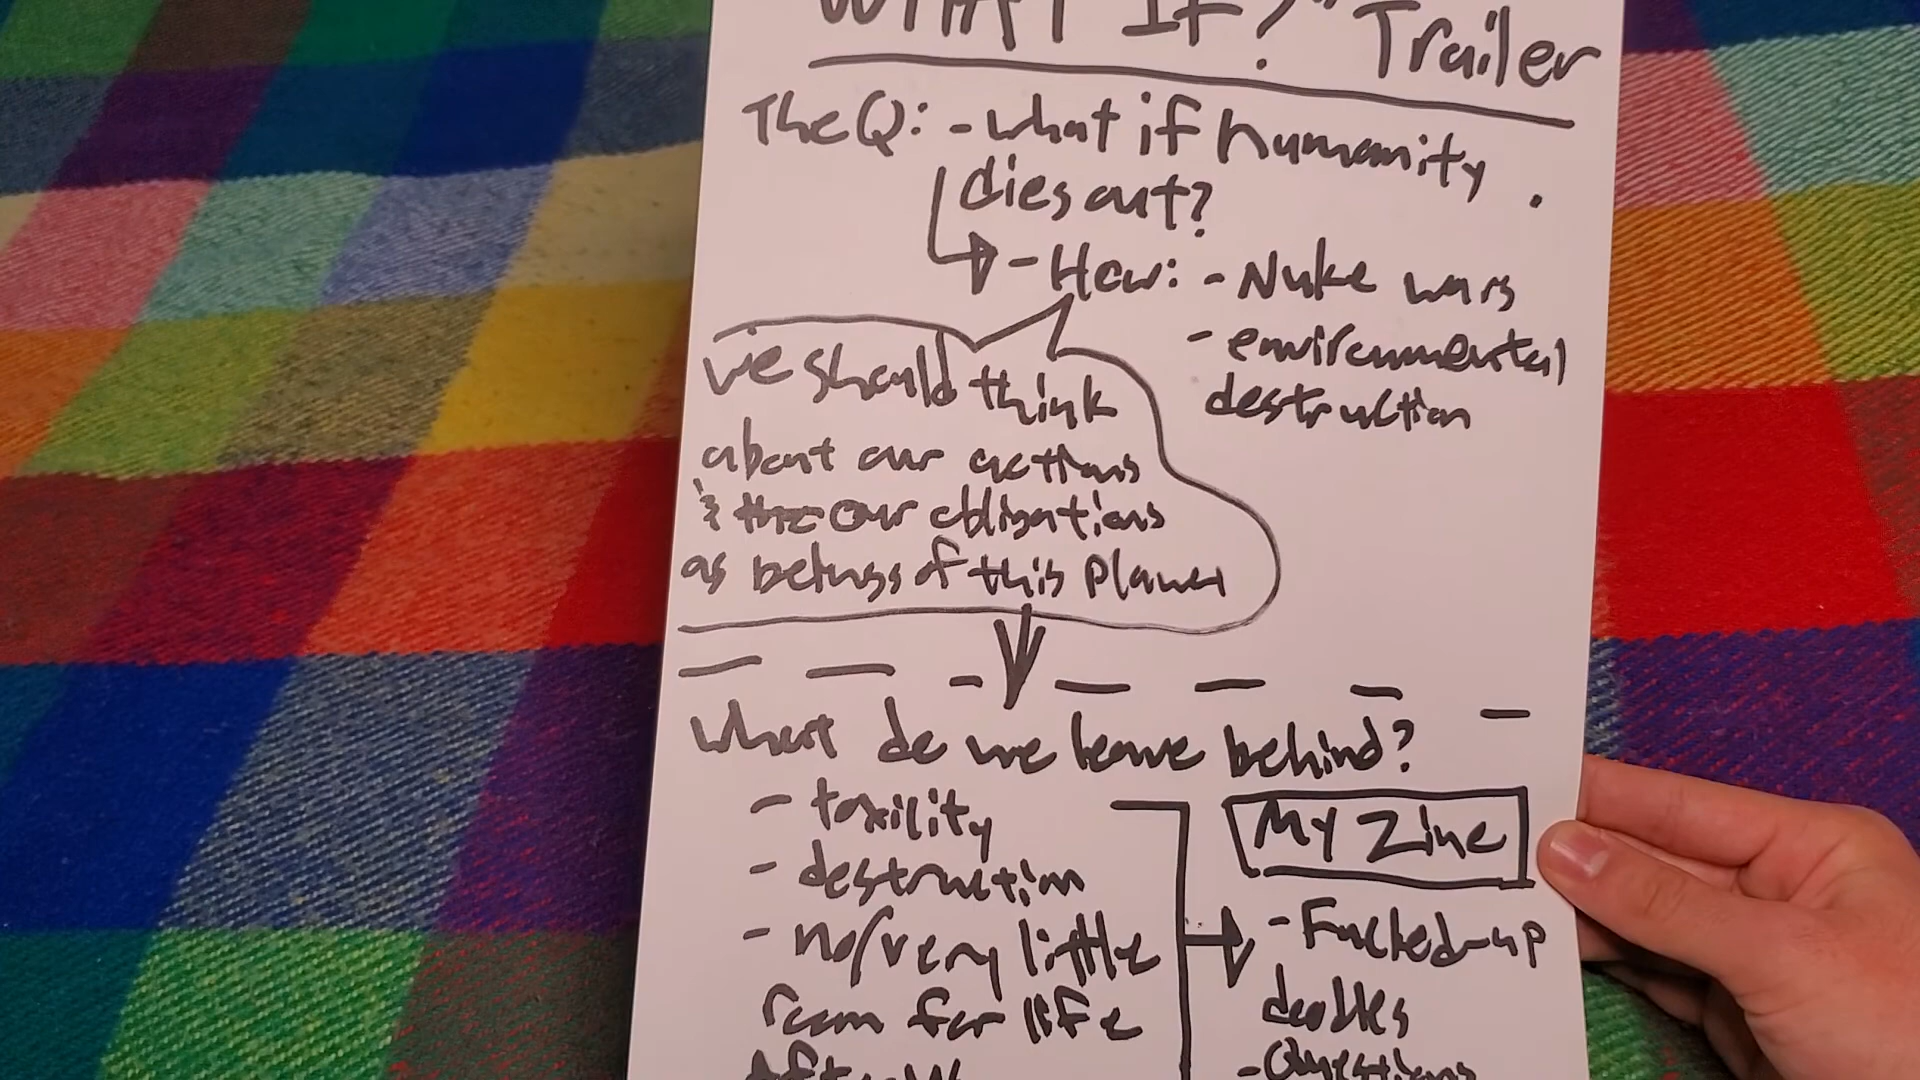 WHAT If?" Trailer
The Q: - what if humanity
dies out?
- How: - Nuke wars
- environmental
destruction
we should think
about our actions
& the our obligations
as beings of this planet
what do we leave behind?
- toxility
- destruction
- no/very little
room for life
My Zine
- Fucked-up
doodles
- Questions